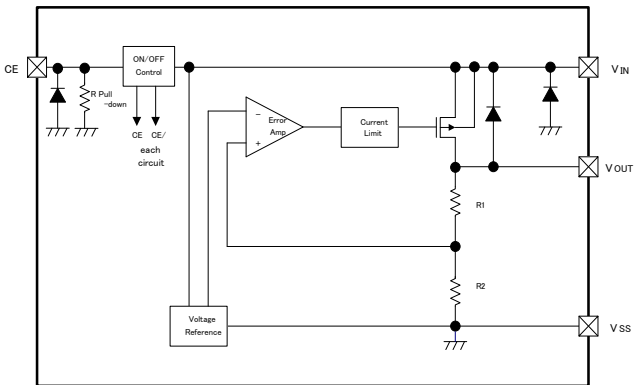 CE
ON/OFF
Control
R Pull
-down
CE CE/
each
circuit
−
Error
Amp
+
Current
Limit
VIN
VOUT
R1
R2
Voltage
Reference
VSS